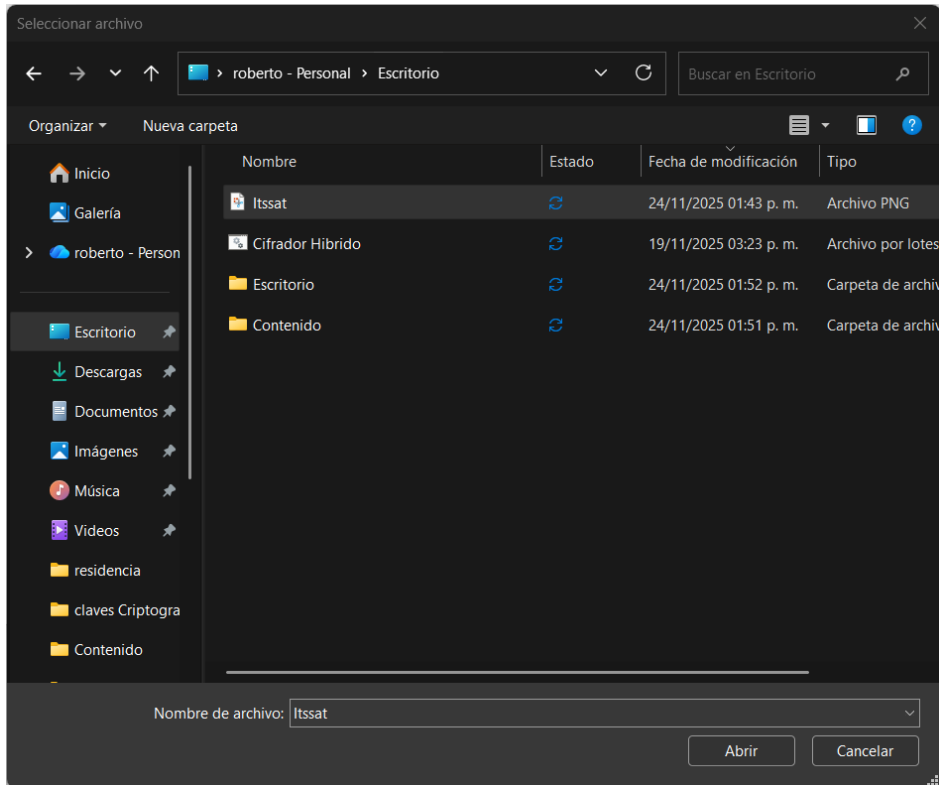 Seleccionar archivo
roberto - Personal > Escritorio
Buscar en Escritorio
Organizar
Nueva carpeta
Inicio
Galería
roberto - Person
Escritorio
Descargas
Documentos
Imágenes
Música
Videos
residencia
claves Criptogra
Contenido
Nombre Estado Fecha de modificación Tipo
Itssat 24/11/2025 01:43 p. m. Archivo PNG
Cifrador Hibrido 19/11/2025 03:23 p. m. Archivo por lotes
Escritorio 24/11/2025 01:52 p. m. Carpeta de archiv
Contenido 24/11/2025 01:51 p. m. Carpeta de archiv
Nombre de archivo: Itssat
Abrir Cancelar